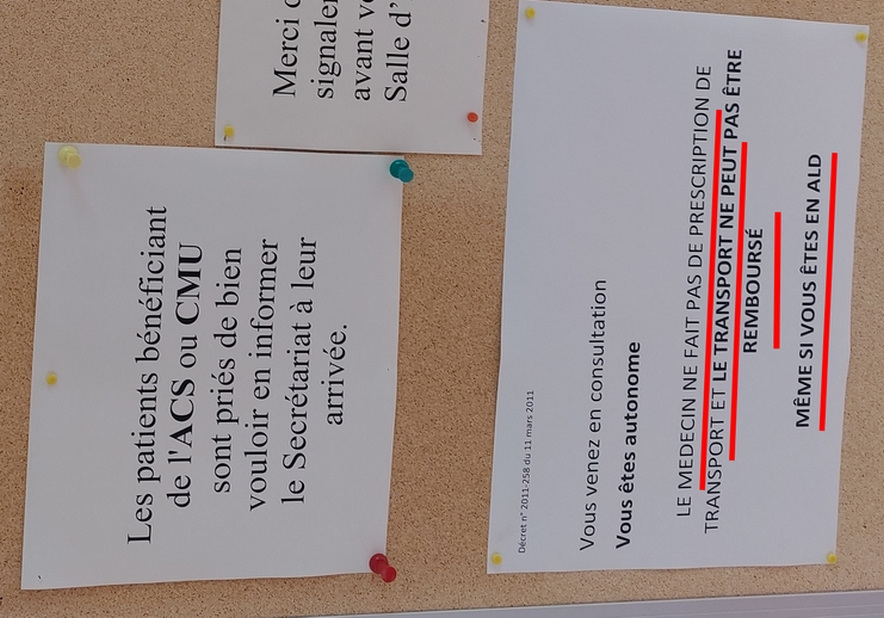 Merci
signaler
avant
Salle d'
Les patients bénéficiant
de l'ACS ou CMU
sont priés de bien
vouloir en informer
le Secrétariat à leur
arrivée.
Décret n° 2011-258 du 11 mars 2011
Vous venez en consultation
Vous êtes autonome
LE MEDECIN NE FAIT PAS DE PRESCRIPTION DE
TRANSPORT ET LE TRANSPORT NE PEUT PAS ÊTRE
REMBOURSÉ
MÊME SI VOUS ÊTES EN ALD